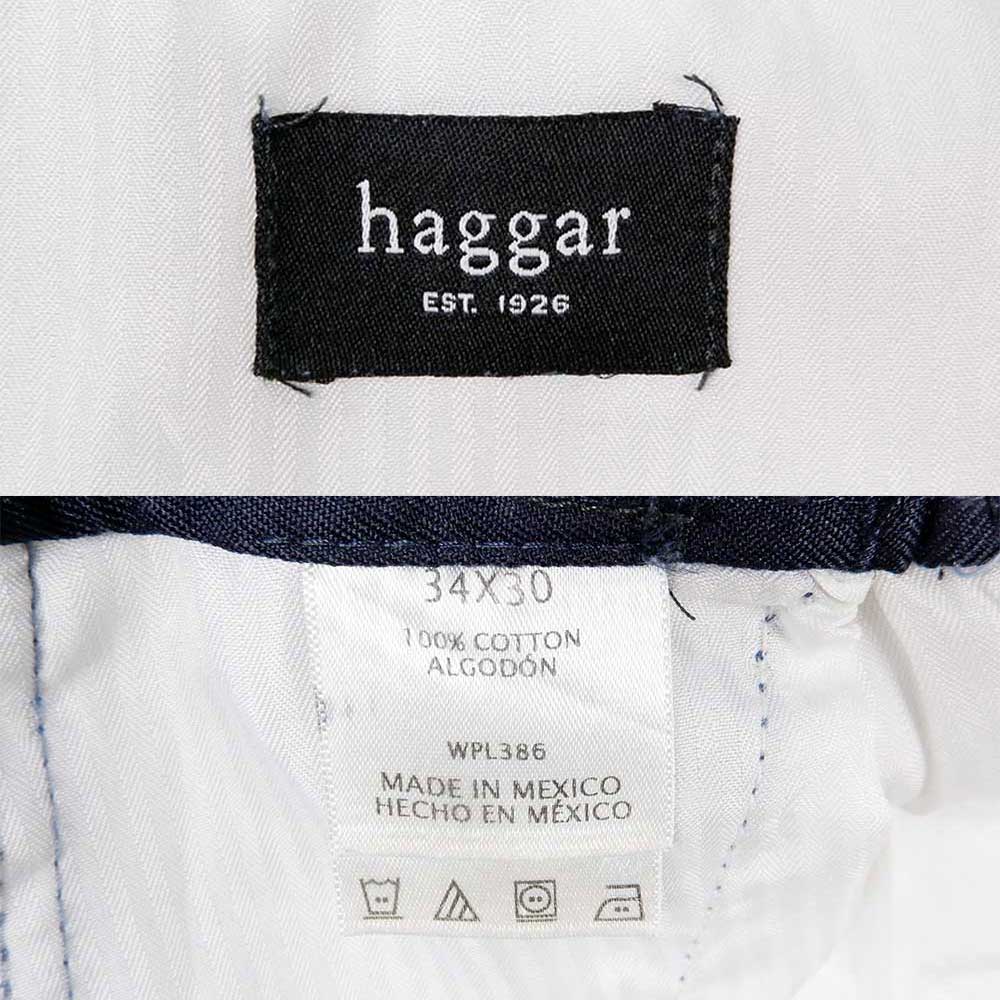 haggar
EST. 1926
34X30
100% COTTON
ALGODÓN
WPL386
MADE IN MEXICO
HECHO EN MÉXICO